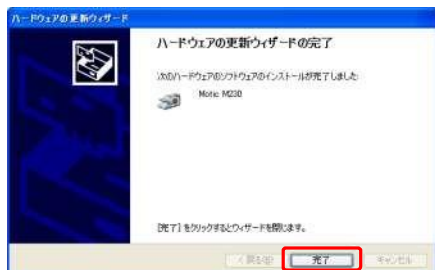 ハードウェアの更新ウィザード
ハードウェアの更新ウィザードの完了
次のハードウェアのソフトウェアのインストールが完了しました:
Motic M230
[完了] をクリックするとウィザードを閉じます。
< 戻る(B)
完了
キャンセル